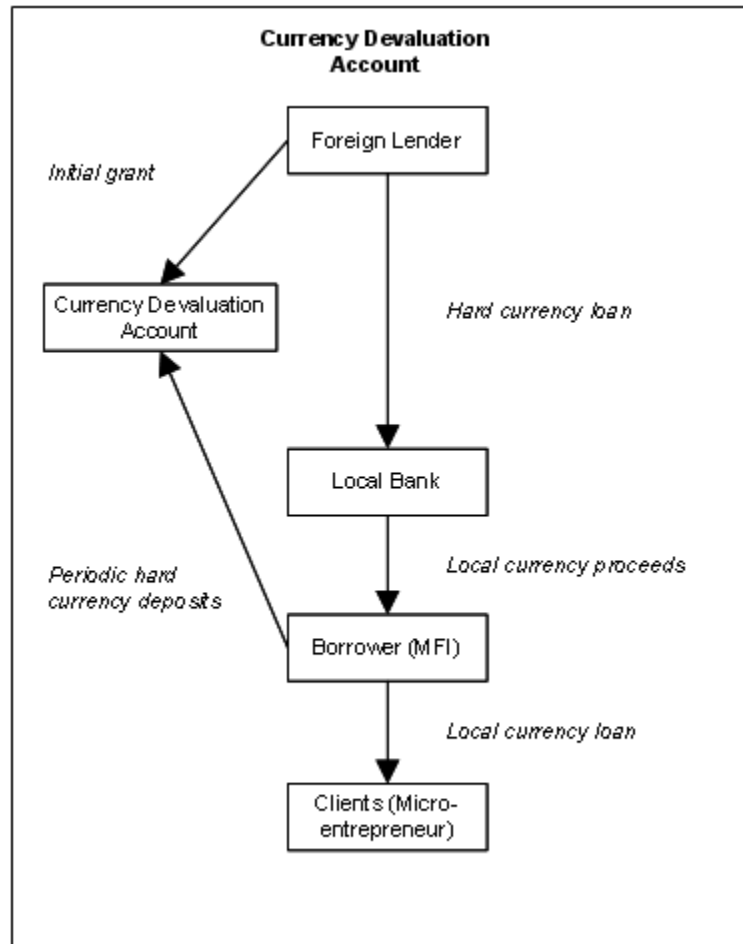 Currency Devaluation
Account
Foreign Lender
Initial grant
Currency Devaluation
Account
Hard currency loan
Local Bank
Local currency proceeds
Periodic hard
currency deposits
Borrower (MFI)
Local currency loan
Clients (Micro-
entrepreneur)